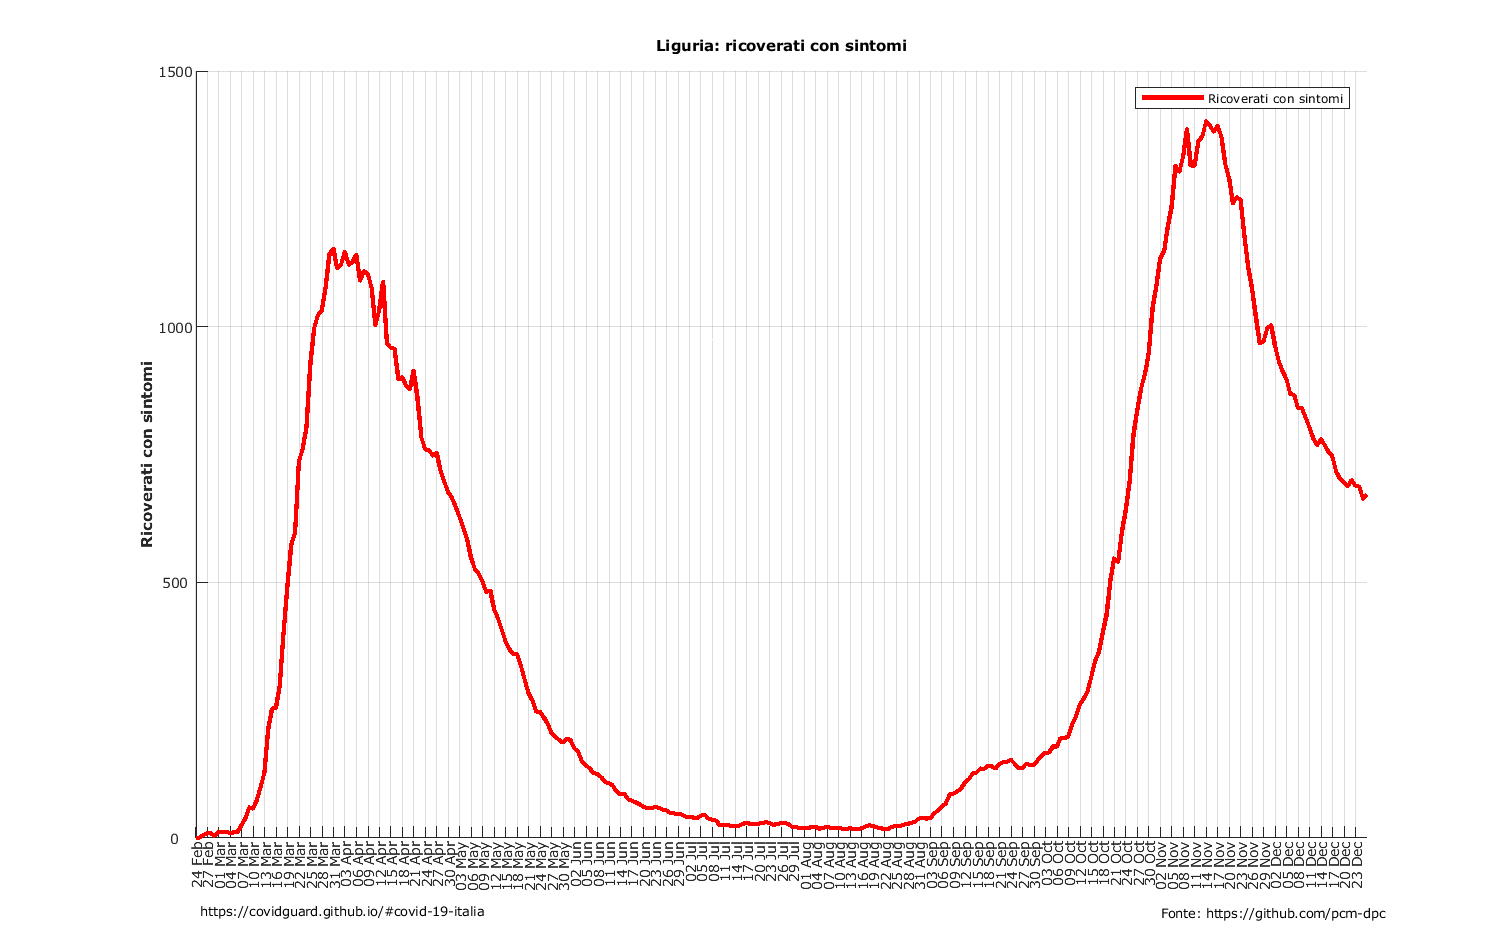 Liguria: ricoverati con sintomi
Ricoverati con sintomi
Ricoverati con sintomi
1500
1000
500
0
24 Feb
27 Feb
01 Mar
04 Mar
07 Mar
10 Mar
13 Mar
16 Mar
19 Mar
22 Mar
25 Mar
28 Mar
31 Mar
03 Apr
06 Apr
09 Apr
12 Apr
15 Apr
18 Apr
21 Apr
24 Apr
27 Apr
30 Apr
03 May
06 May
09 May
12 May
15 May
18 May
21 May
24 May
27 May
30 May
02 Jun
05 Jun
08 Jun
11 Jun
14 Jun
17 Jun
20 Jun
23 Jun
26 Jun
29 Jun
02 Jul
05 Jul
08 Jul
11 Jul
14 Jul
17 Jul
20 Jul
23 Jul
26 Jul
29 Jul
01 Aug
04 Aug
07 Aug
10 Aug
13 Aug
16 Aug
19 Aug
22 Aug
25 Aug
28 Aug
31 Aug
03 Sep
06 Sep
09 Sep
12 Sep
15 Sep
18 Sep
21 Sep
24 Sep
27 Sep
30 Sep
03 Oct
06 Oct
09 Oct
12 Oct
15 Oct
18 Oct
21 Oct
24 Oct
27 Oct
30 Oct
02 Nov
05 Nov
08 Nov
11 Nov
14 Nov
17 Nov
20 Nov
23 Nov
26 Nov
29 Nov
02 Dec
05 Dec
08 Dec
11 Dec
14 Dec
17 Dec
20 Dec
23 Dec
https://covidguard.github.io/#covid-19-italia
Fonte: https://github.com/pcm-dpc